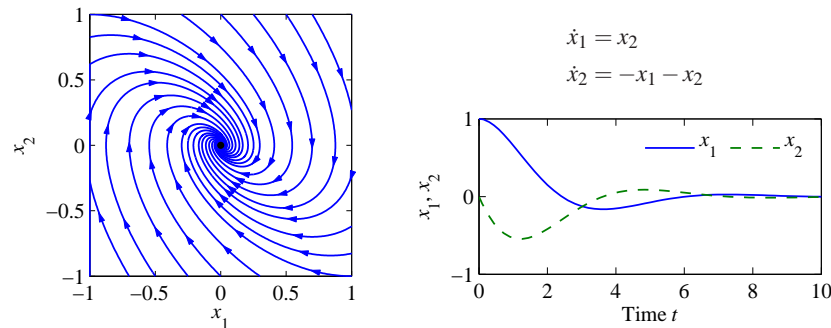 1
0.5
0
−0.5
−1
x₂
−1 −0.5 0 0.5 1
x₁
ẋ₁ = x₂
ẋ₂ = −x₁ − x₂
1
0
−1
x₁, x₂
x₁ x₂
0 2 4 6 8 10
Time t